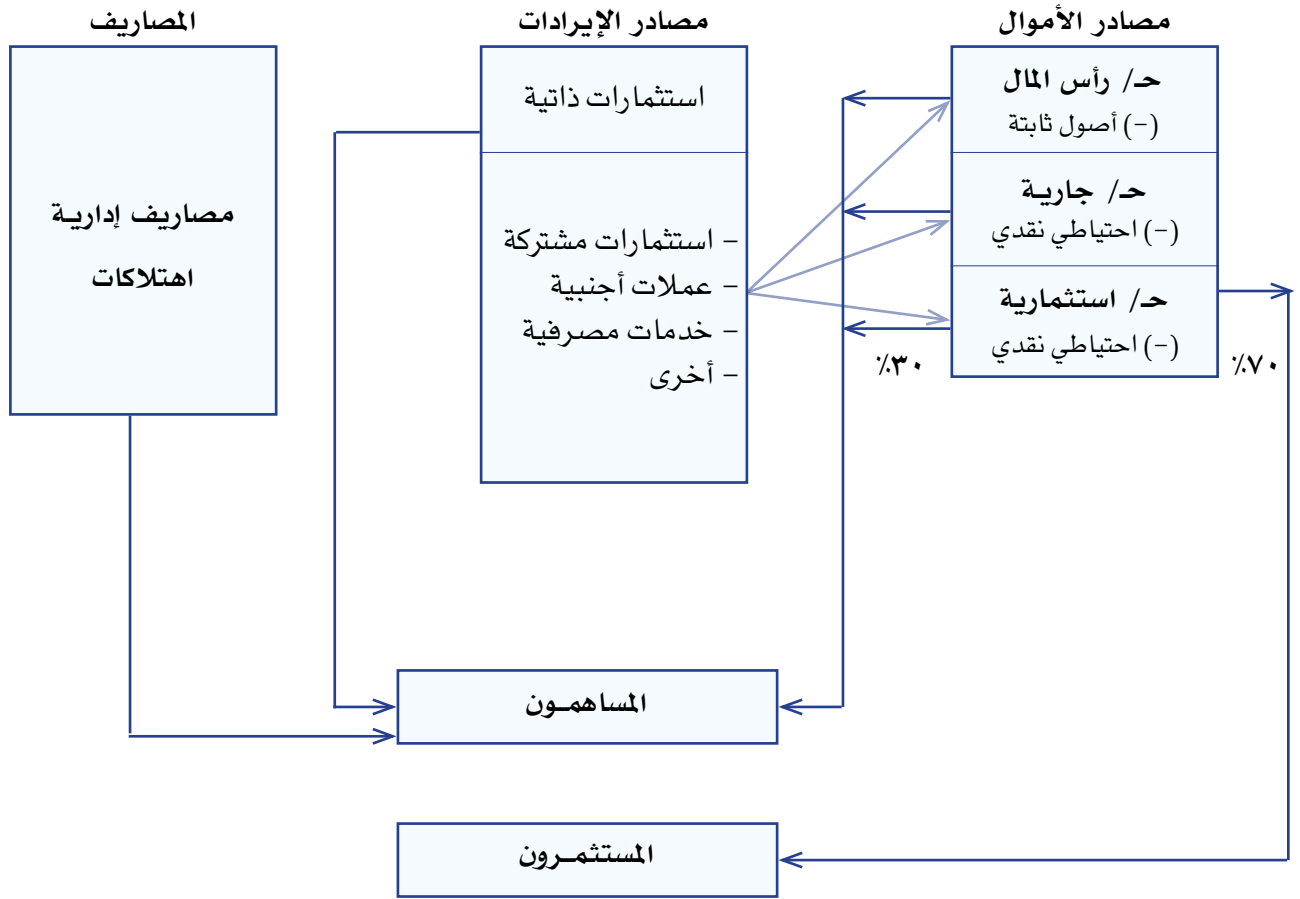 مصادر الأموال
حـ/ رأس المال
(-) أصول ثابتة
حـ/ جارية
(-) احتياطي نقدي
حـ/ استثمارية
(-) احتياطي نقدي
٪٧٠
٪٣٠
مصادر الإيرادات
استثمارات ذاتية
- استثمارات مشتركة
- عملات أجنبية
- خدمات مصرفية
- أخرى
المصاريف
مصاريف إدارية
اهتلاكات
المساهمـون
المستثمـرون